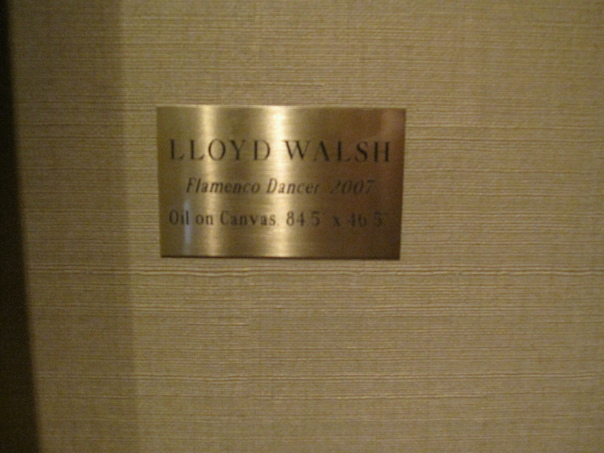 LLOYD WALSH
Flamenco Dancer, 2007
Oil on Canvas, 84.5" x 46.5"